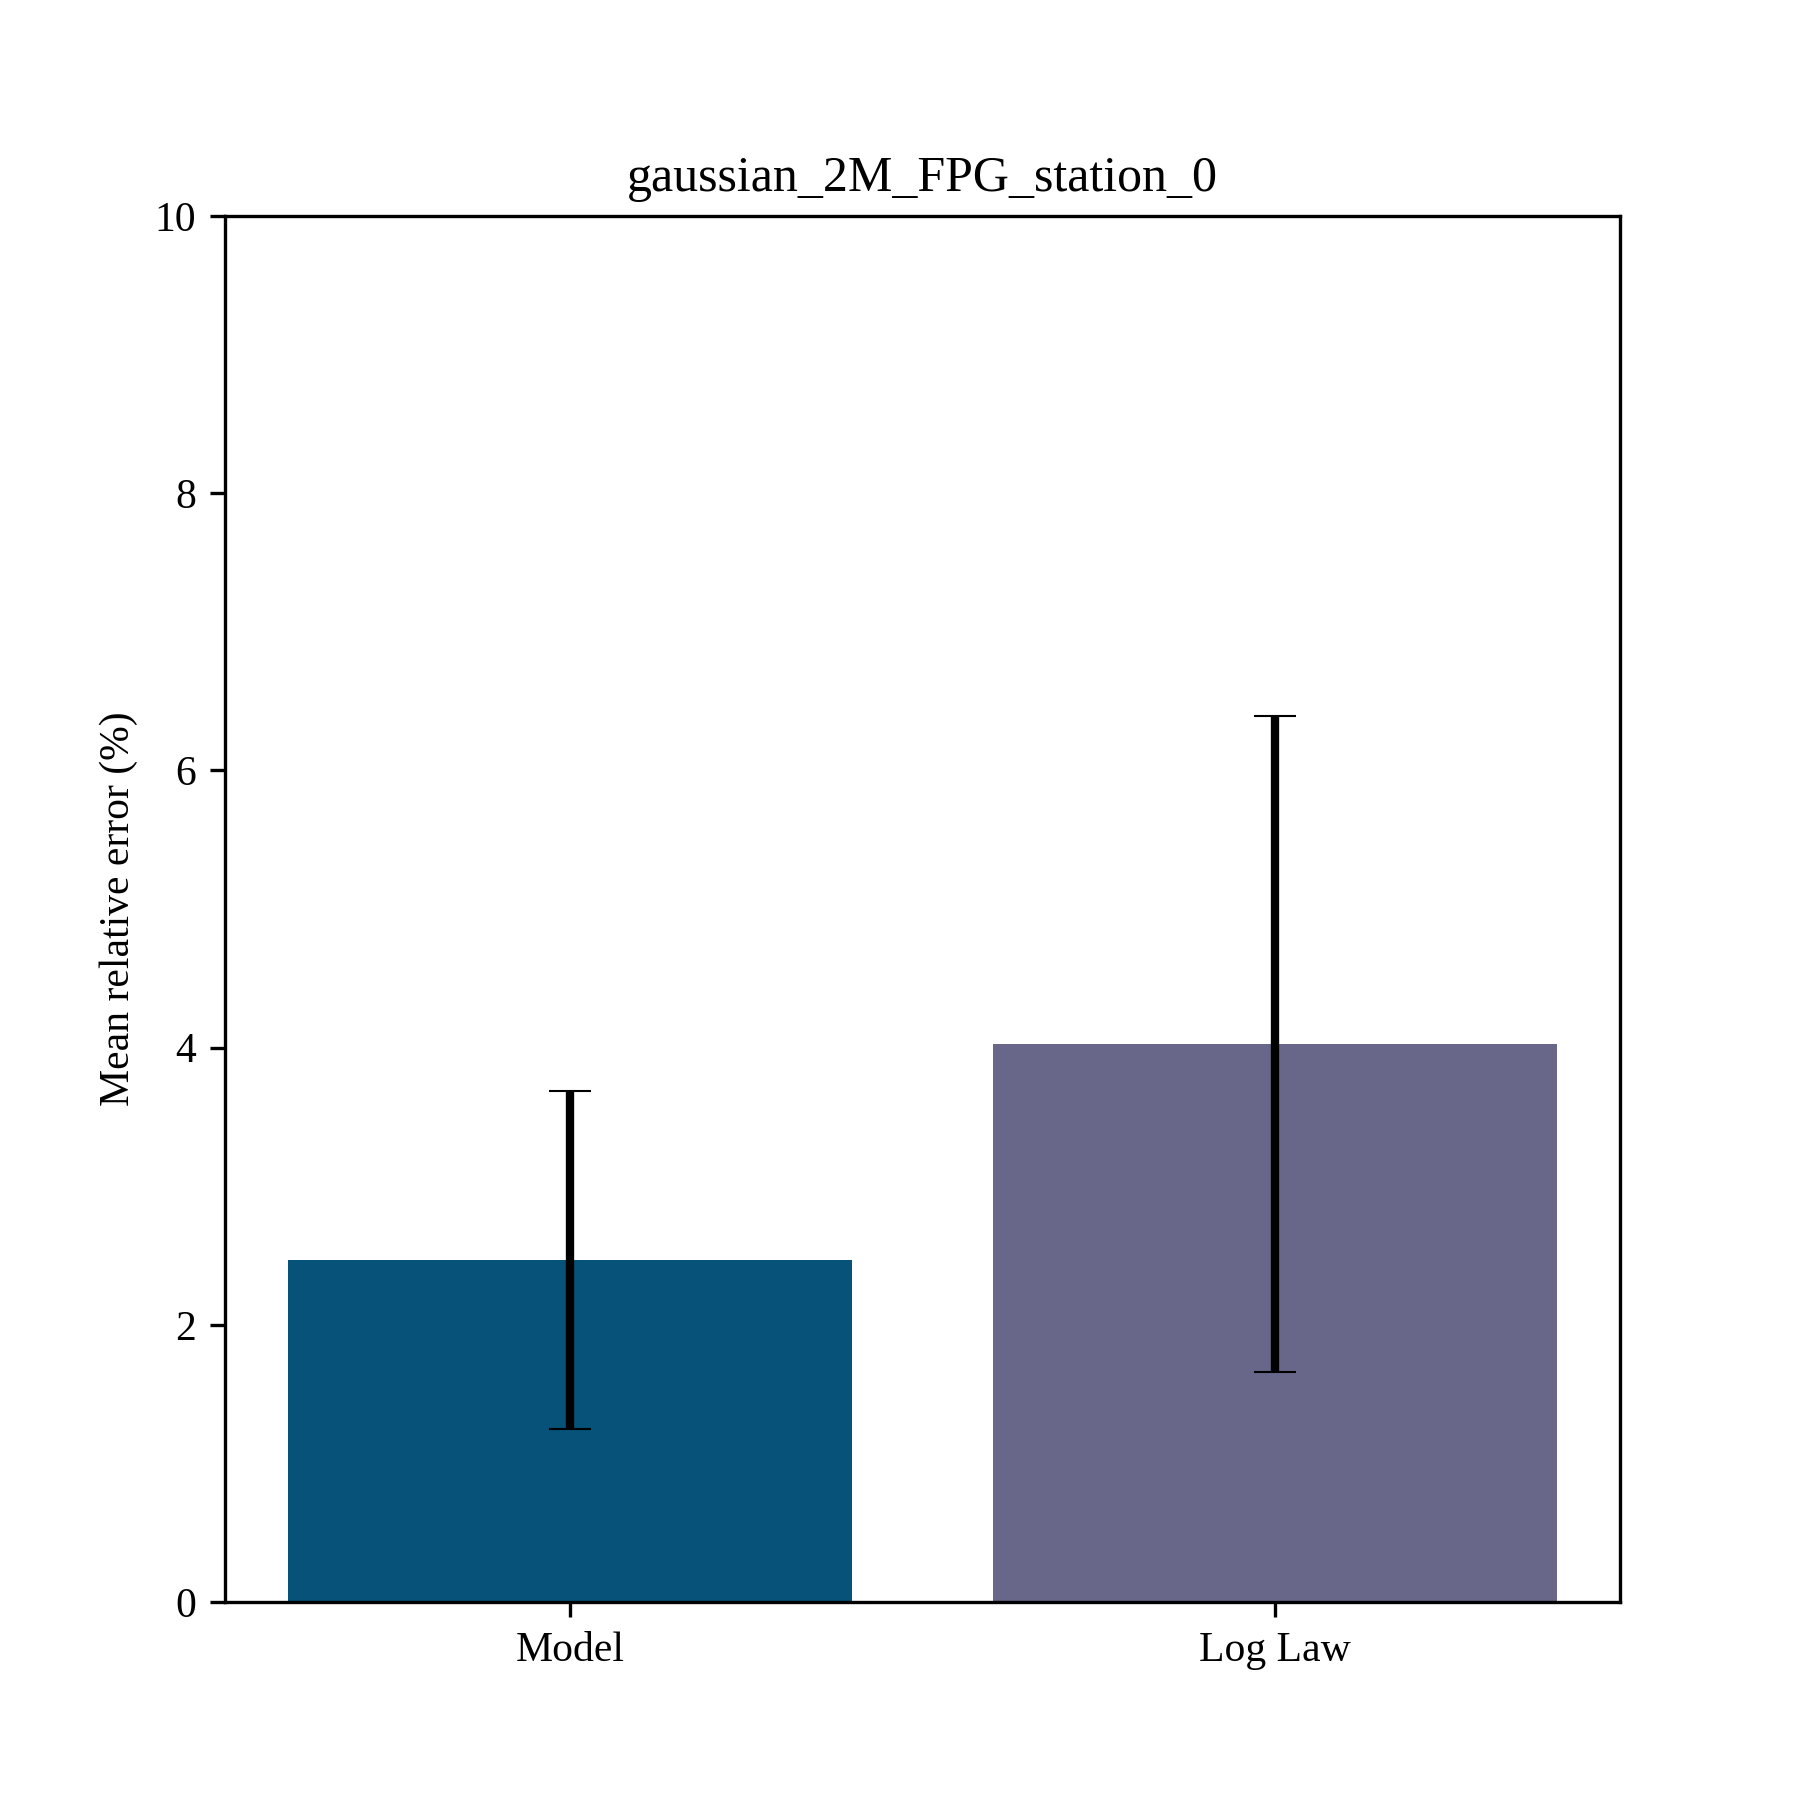 gaussian_2M_FPG_station_0
10
8
6
4
2
0
Mean relative error (%)
Model
Log Law